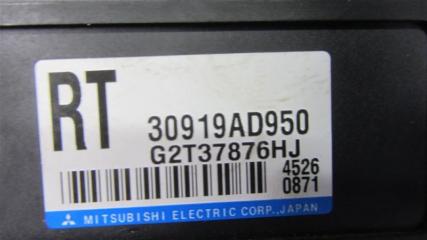 RT
30919AD950
G2T37876HJ
4526
0871
MITSUBISHI ELECTRIC CORP., JAPAN